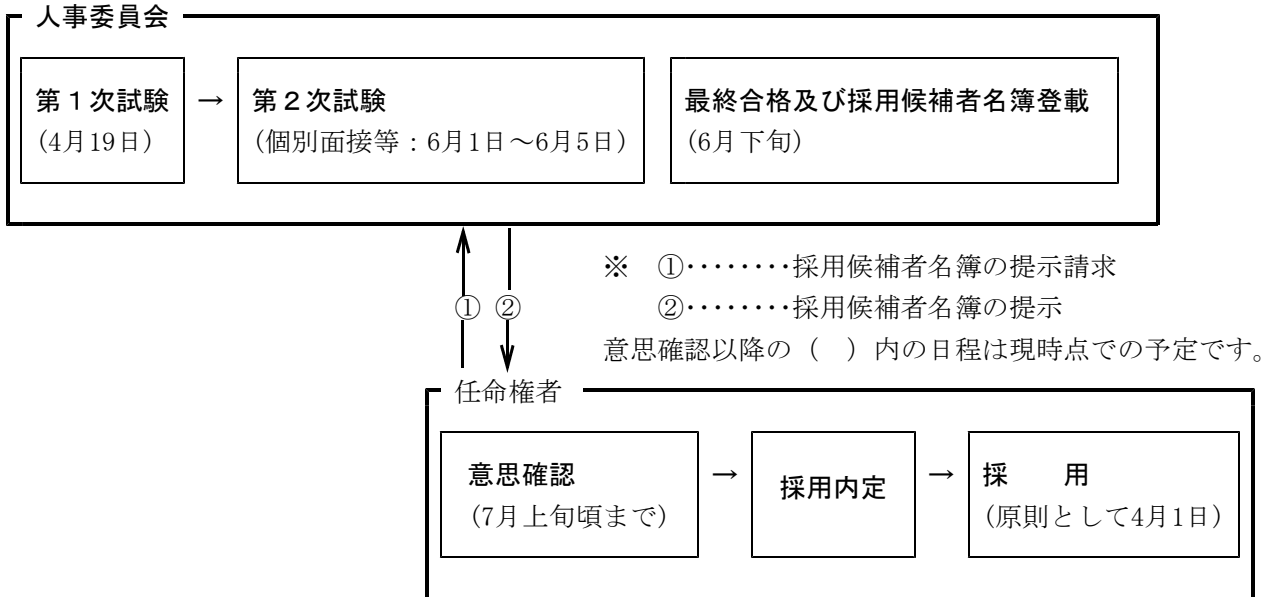 人事委員会
第１次試験 → 第２次試験 最終合格及び採用候補者名簿登載
(4月19日) (個別面接等：6月1日～6月5日) (6月下旬)
※ ①････････採用候補者名簿の提示請求
① ② ②････････採用候補者名簿の提示
意思確認以降の（　）内の日程は現時点での予定です。
任命権者
意思確認 → 採用内定 → 採　用
(7月上旬頃まで) (原則として4月1日)